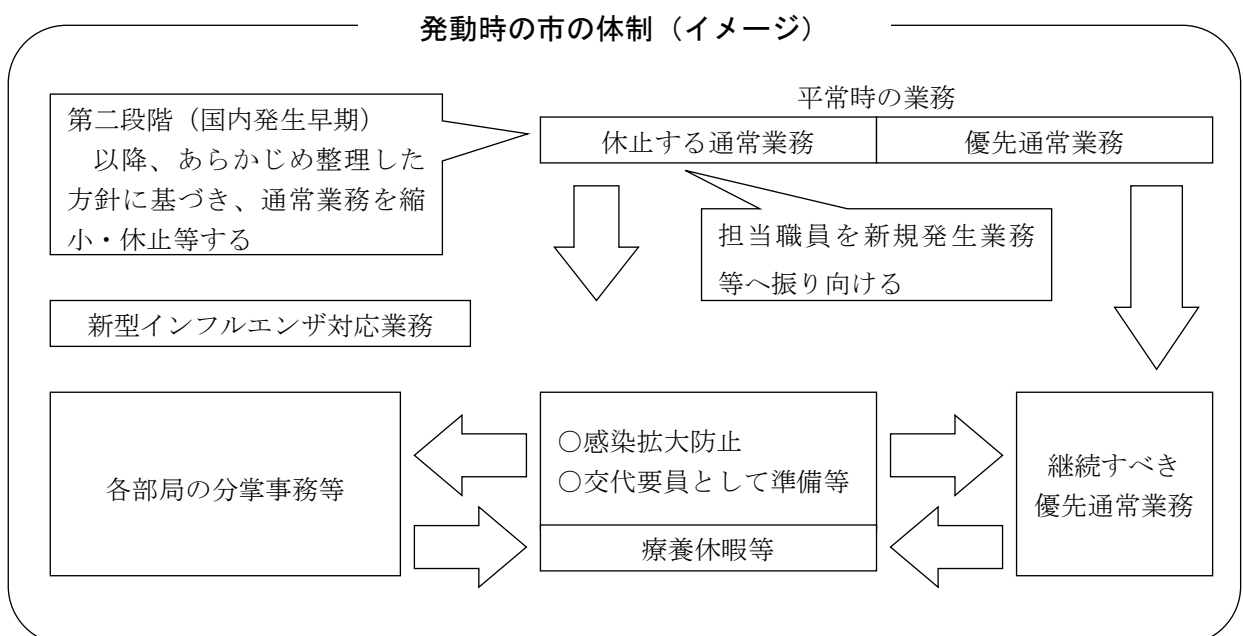 発動時の市の体制（イメージ）
平常時の業務
第二段階（国内発生早期）
以降、あらかじめ整理した
方針に基づき、通常業務を縮
小・休止等する
休止する通常業務
優先通常業務
担当職員を新規発生業務
等へ振り向ける
新型インフルエンザ対応業務
各部局の分掌事務等
○感染拡大防止
○交代要員として準備等
療養休暇等
継続すべき
優先通常業務